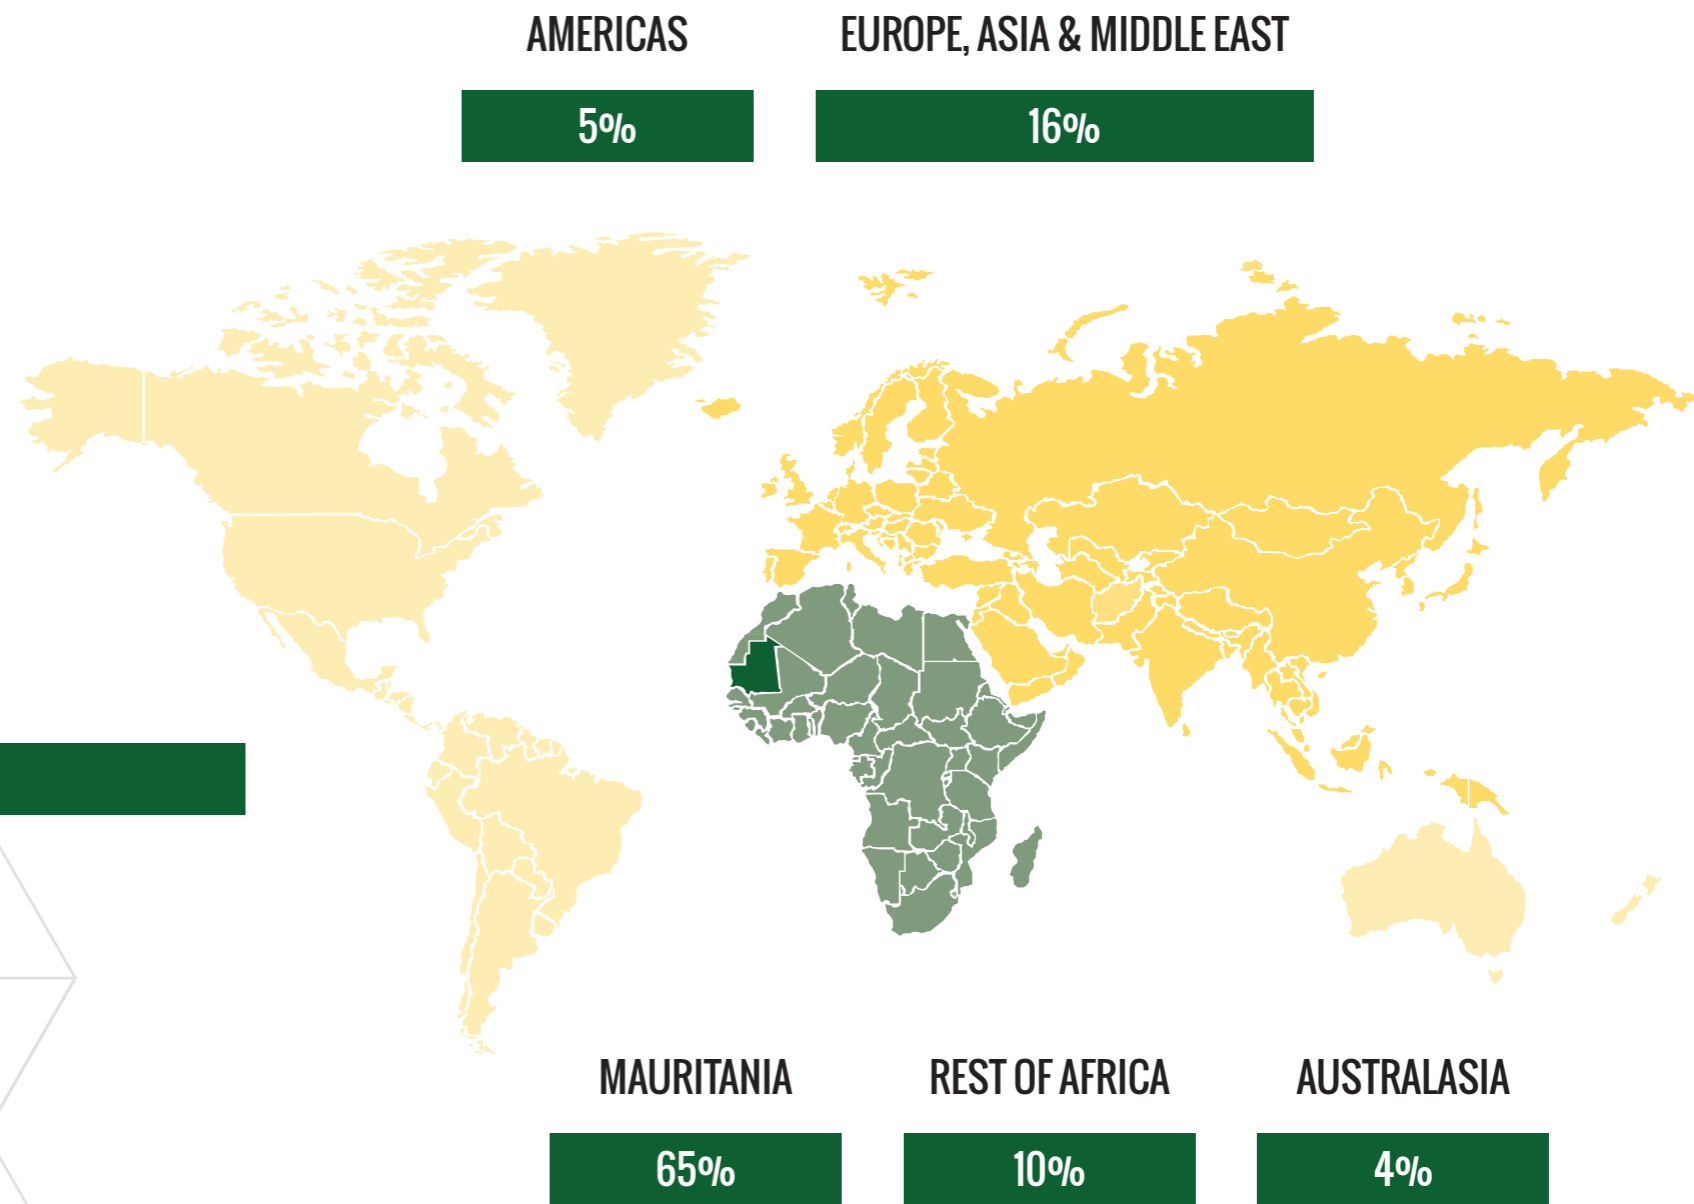 AMERICAS
EUROPE, ASIA & MIDDLE EAST
5%
16%
MAURITANIA
REST OF AFRICA
AUSTRALASIA
65%
10%
4%